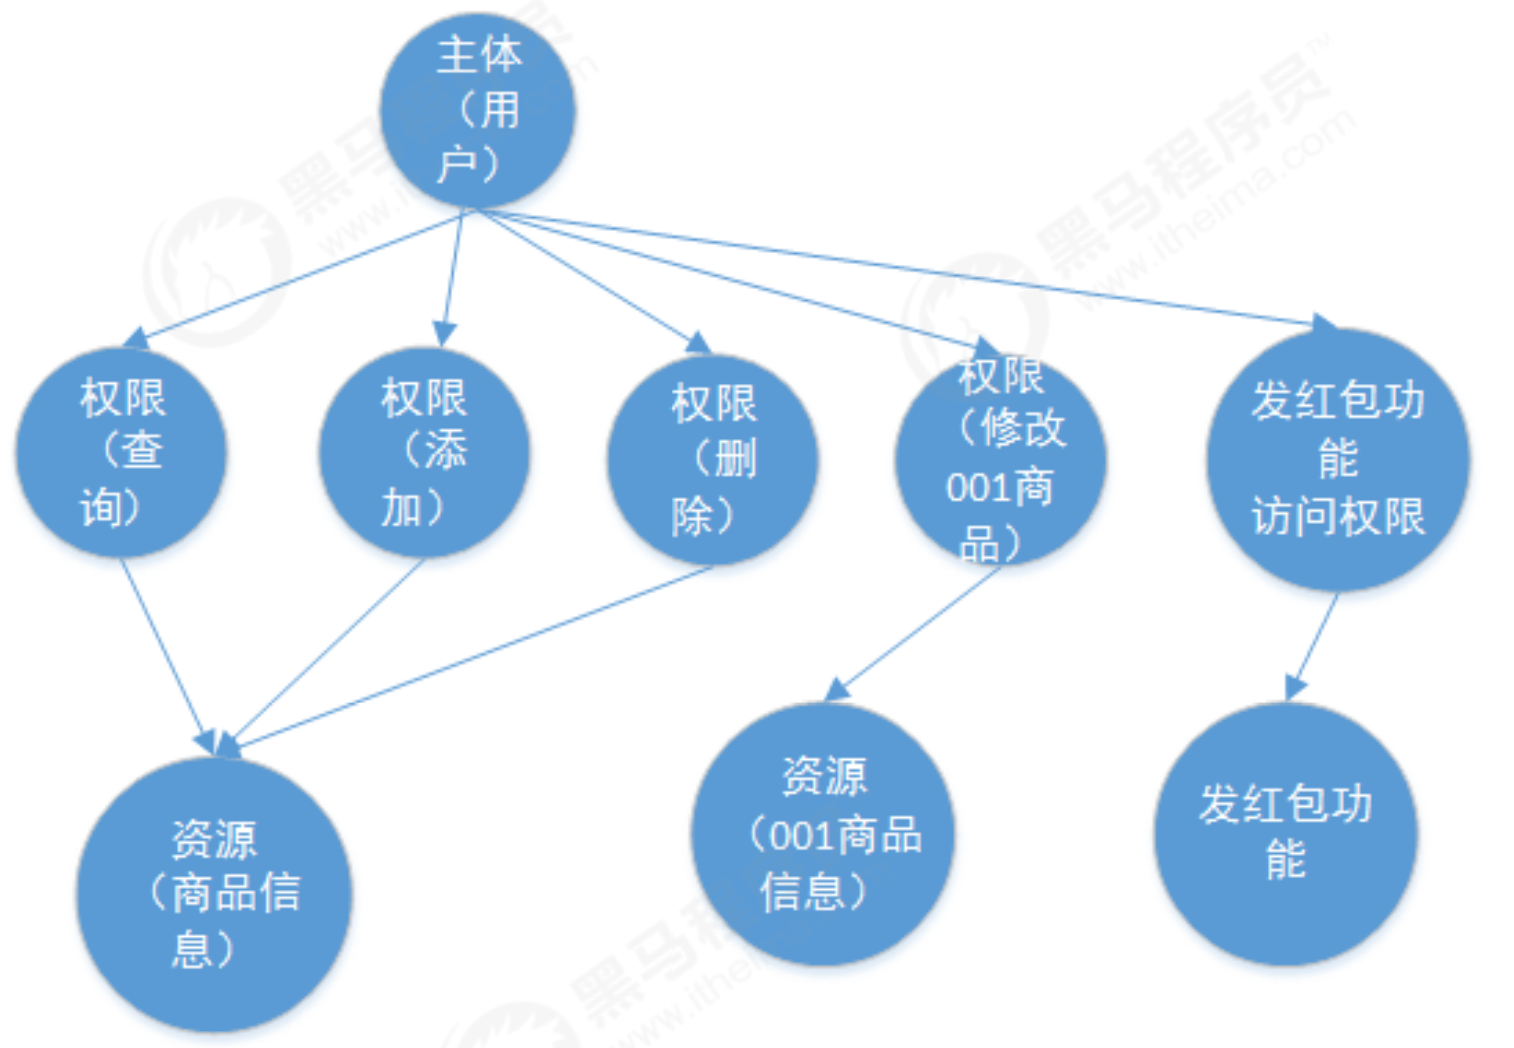 主体
（用
户）
权限
（查
询）
权限
（添
加）
权限
（删
除）
权限
（修改
001商
品）
发红包功
能
访问权限
资源
（商品信
息）
资源
（001商品
信息）
发红包功
能
黑马程序员™
www.itheima.com